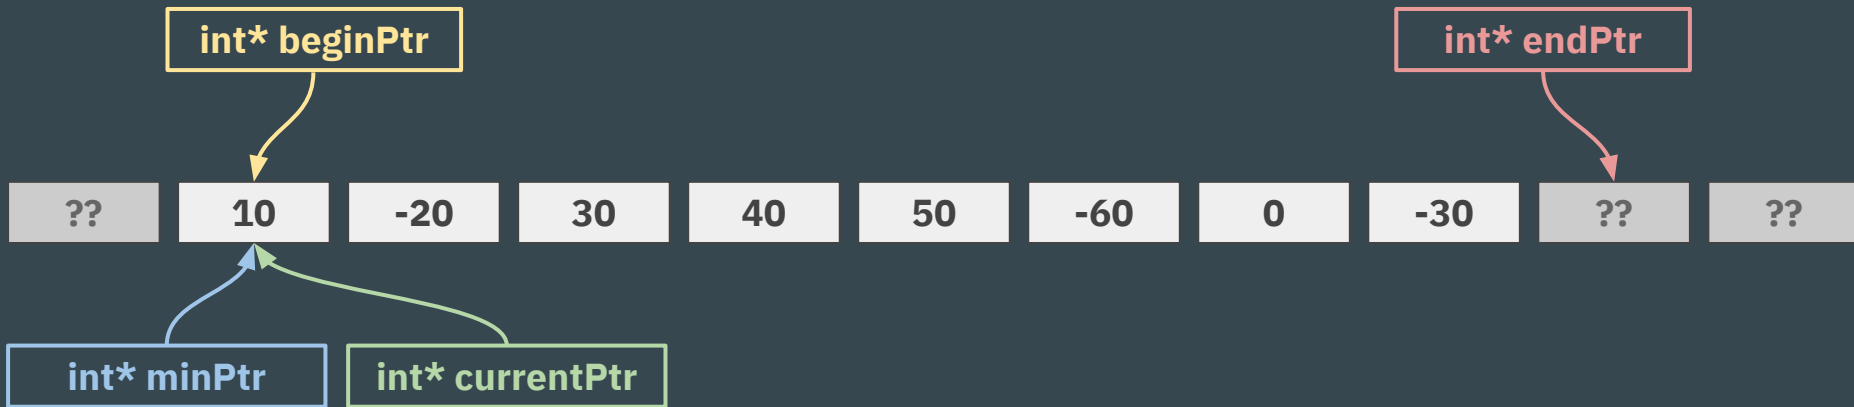 int* beginPtr
int* endPtr
?? 10 -20 30 40 50 -60 0 -30 ?? ??
int* minPtr
int* currentPtr